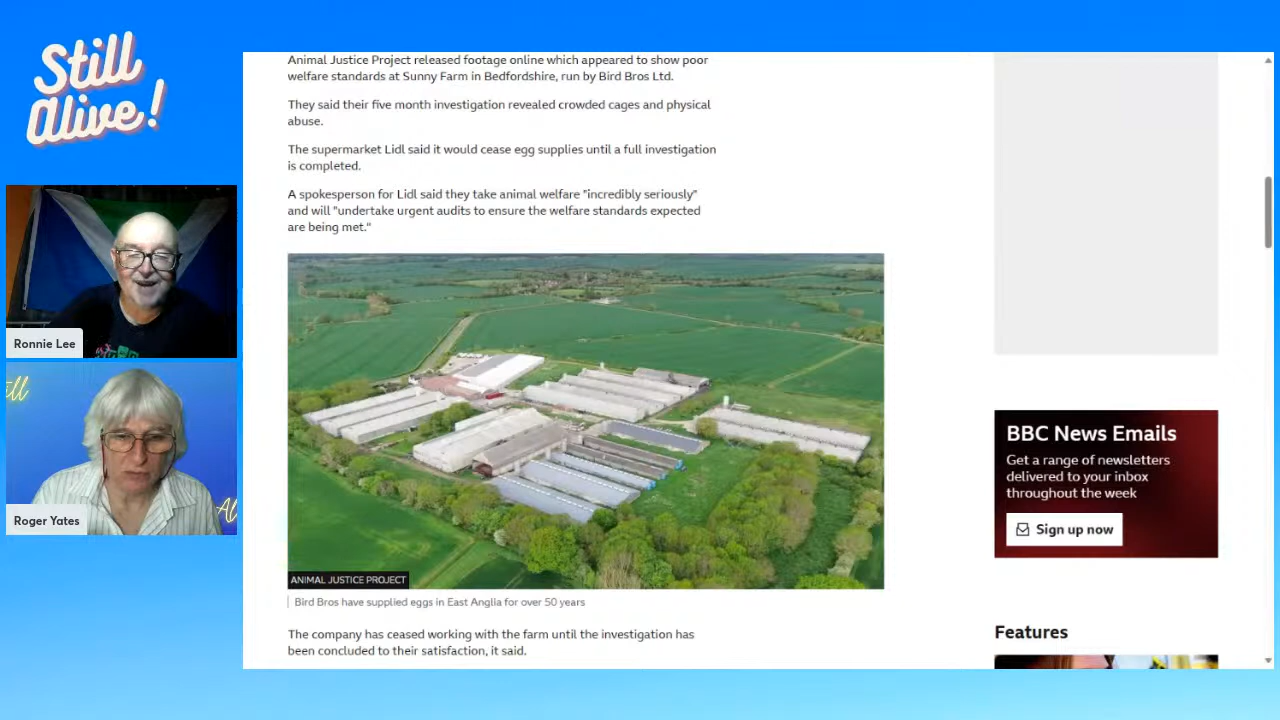 Still
Alive!
Animal Justice Project released footage online which appeared to show poor
welfare standards at Sunny Farm in Bedfordshire, run by Bird Bros Ltd.
They said their five month investigation revealed crowded cages and physical
abuse.
The supermarket Lidl said it would cease egg supplies until a full investigation
is completed.
A spokesperson for Lidl said they take animal welfare "incredibly seriously"
and will "undertake urgent audits to ensure the welfare standards expected
are being met."
ANIMAL JUSTICE PROJECT
Bird Bros have supplied eggs in East Anglia for over 50 years
The company has ceased working with the farm until the investigation has
been concluded to their satisfaction, it said.
BBC News Emails
Get a range of newsletters
delivered to your inbox
throughout the week
Sign up now
Features
Ronnie Lee
Roger Yates